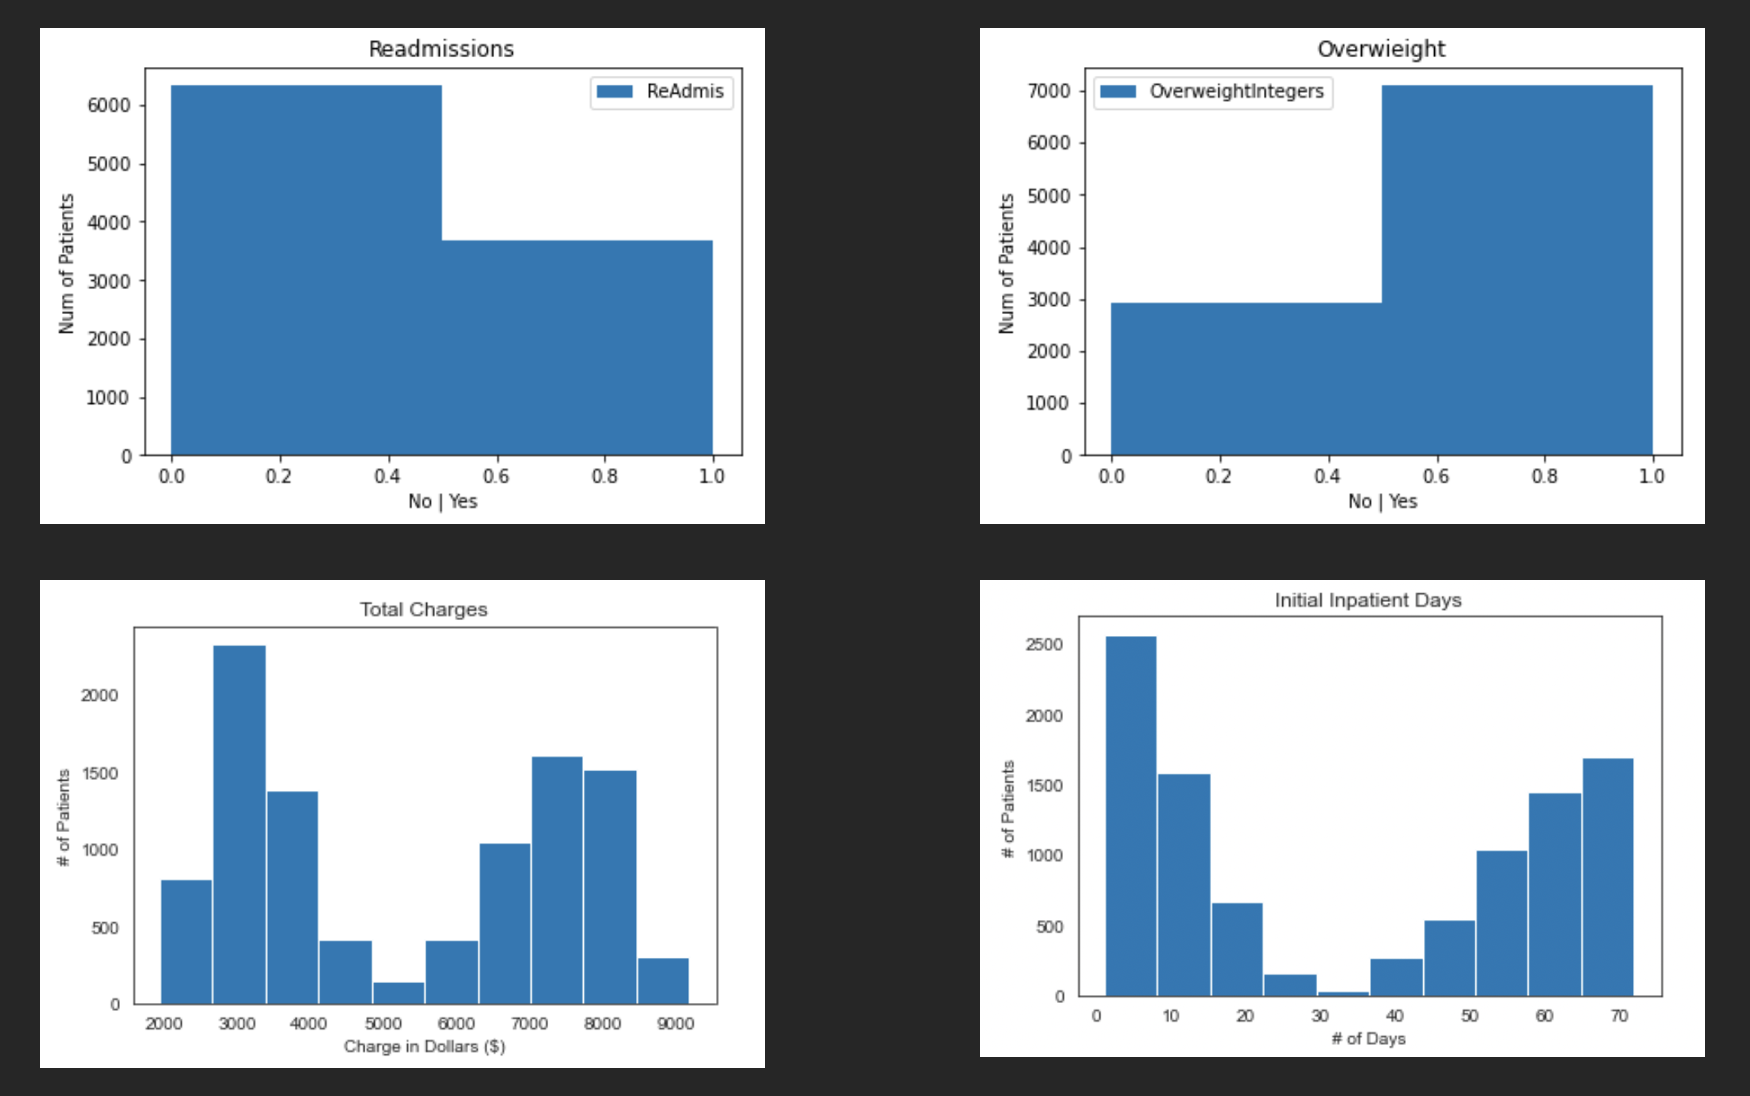 Readmissions
ReAdmis
6000
5000
4000
3000
2000
1000
0
Num of Patients
0.0 0.2 0.4 0.6 0.8 1.0
No | Yes
Overwieight
OverweightIntegers
7000
6000
5000
4000
3000
2000
1000
0
Num of Patients
0.0 0.2 0.4 0.6 0.8 1.0
No | Yes
Total Charges
2000
1500
1000
500
0
# of Patients
2000 3000 4000 5000 6000 7000 8000 9000
Charge in Dollars ($)
Initial Inpatient Days
2500
2000
1500
1000
500
0
# of Patients
0 10 20 30 40 50 60 70
# of Days